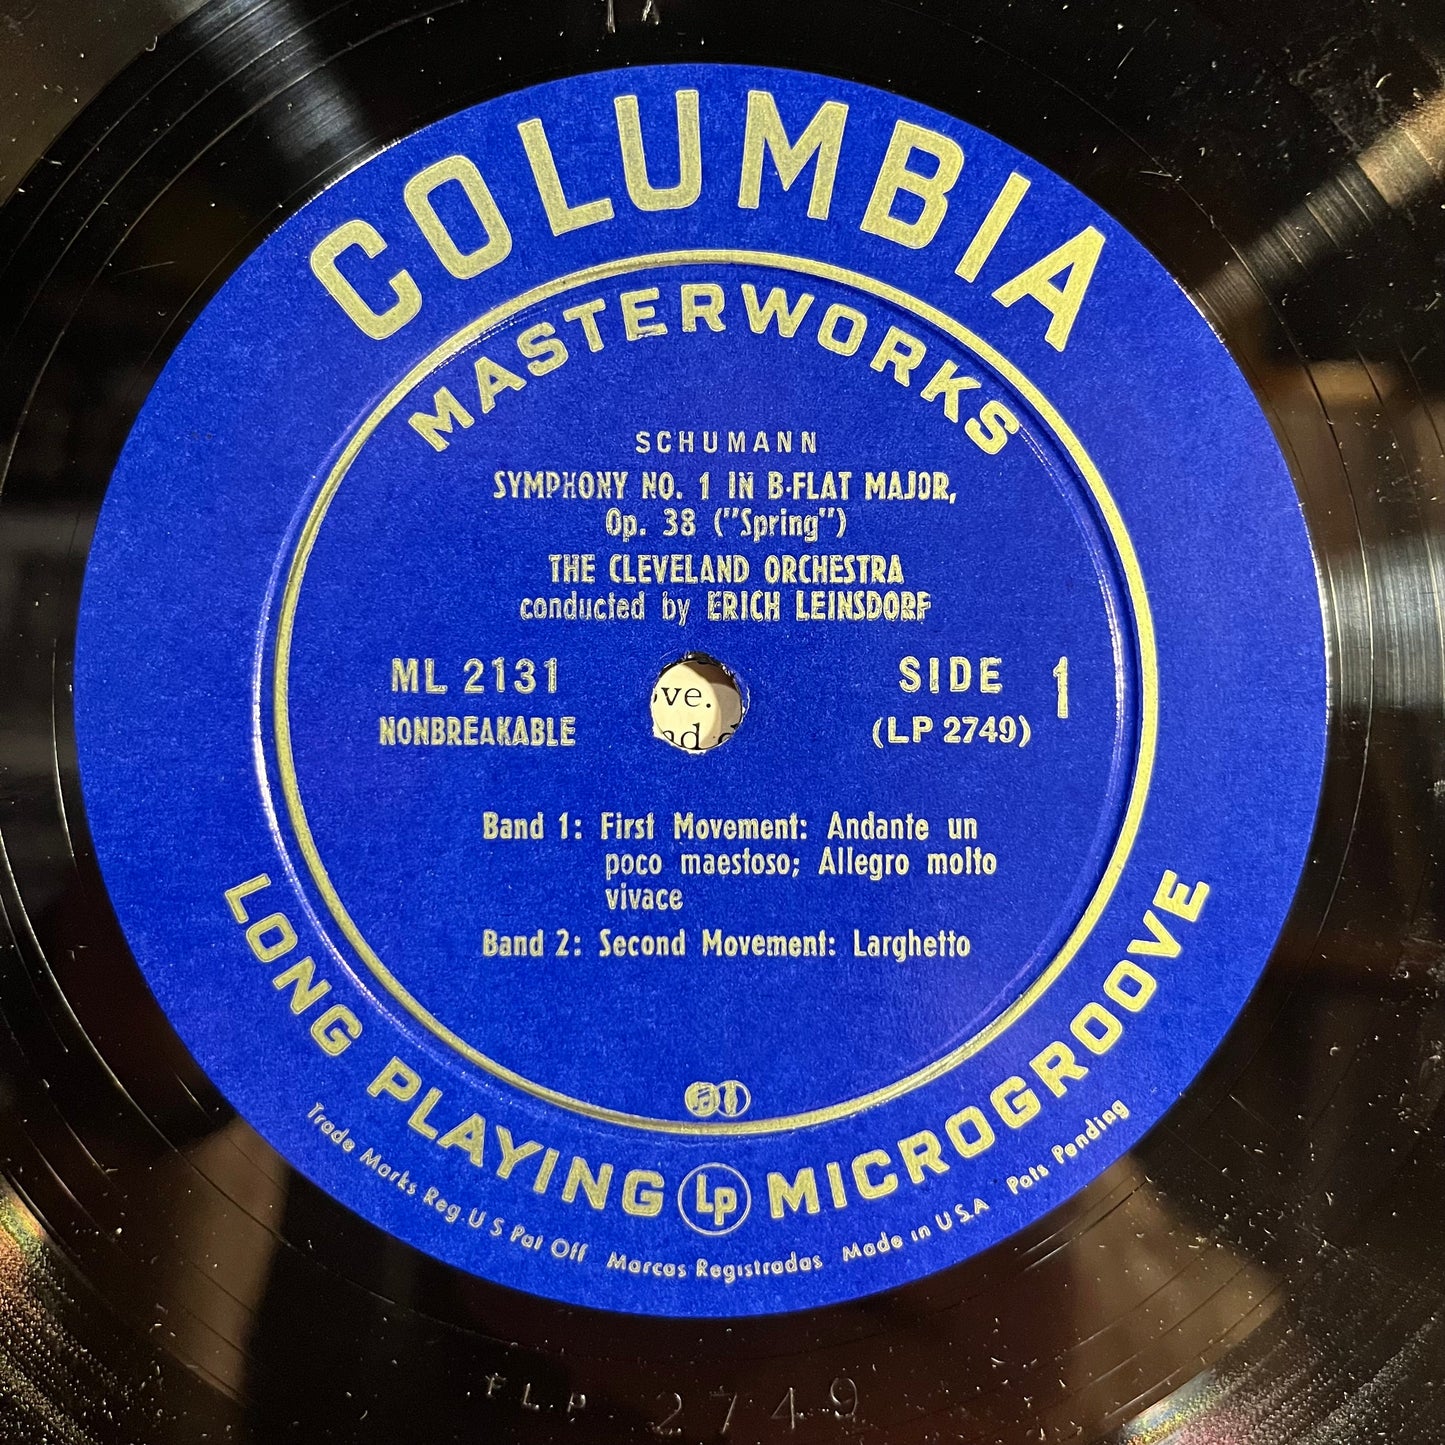 COLUMBIA
MASTERWORKS
SCHUMANN
SYMPHONY NO. 1 IN B-FLAT MAJOR,
Op. 38 ("Spring")
THE CLEVELAND ORCHESTRA
conducted by ERICH LEINSDORF
ML 2131
NONBREAKABLE
ve.
nd
SIDE 1
(LP 2749)
Band 1: First Movement: Andante un
poco maestoso; Allegro molto
vivace
Band 2: Second Movement: Larghetto
LONG PLAYING Lp MICROGROOVE
Trade Marks Reg. U S Pat Off Marcas Registradas Made in U.S.A Pats Pending
LP 2749